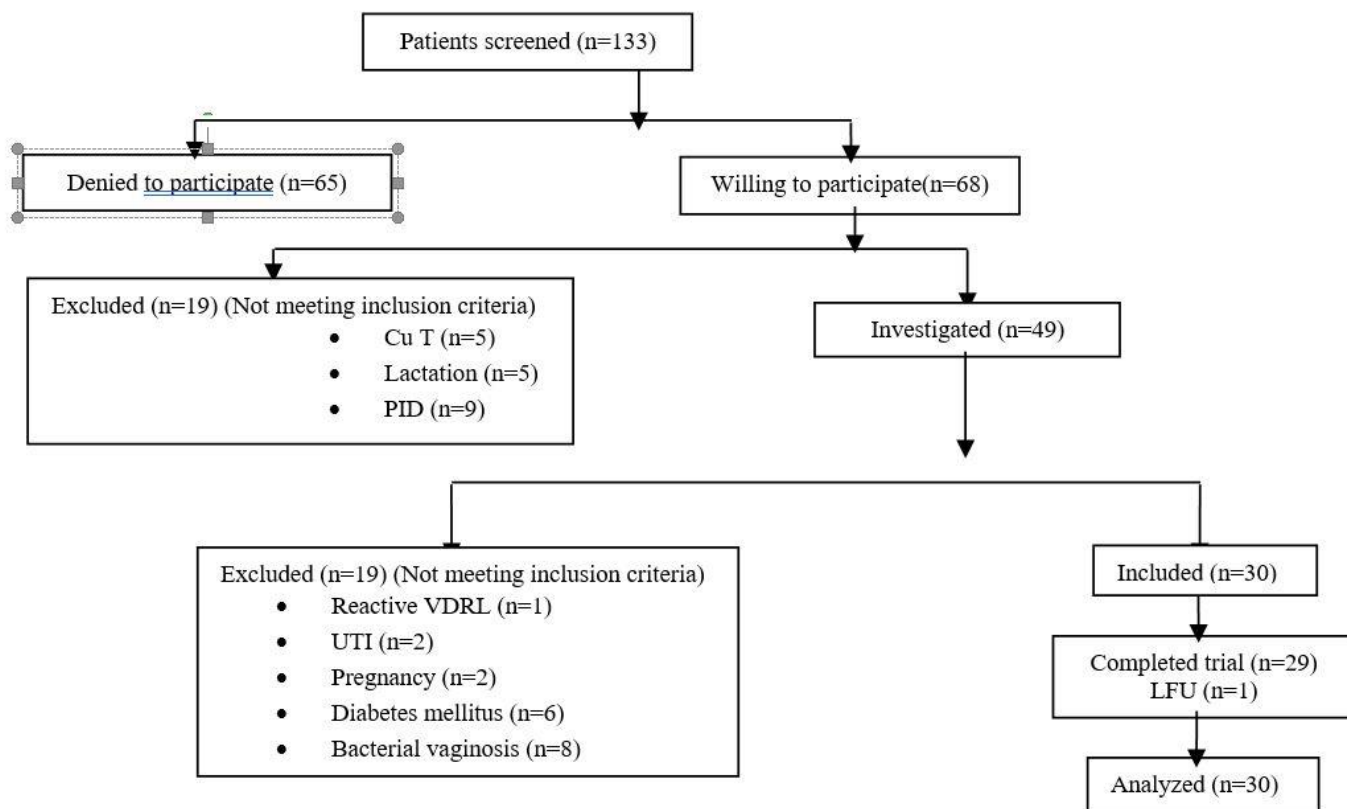 Patients screened (n=133)
Denied to participate (n=65)
Willing to participate(n=68)
Excluded (n=19) (Not meeting inclusion criteria)
• Cu T (n=5)
• Lactation (n=5)
• PID (n=9)
Investigated (n=49)
Excluded (n=19) (Not meeting inclusion criteria)
• Reactive VDRL (n=1)
• UTI (n=2)
• Pregnancy (n=2)
• Diabetes mellitus (n=6)
• Bacterial vaginosis (n=8)
Included (n=30)
Completed trial (n=29)
LFU (n=1)
Analyzed (n=30)